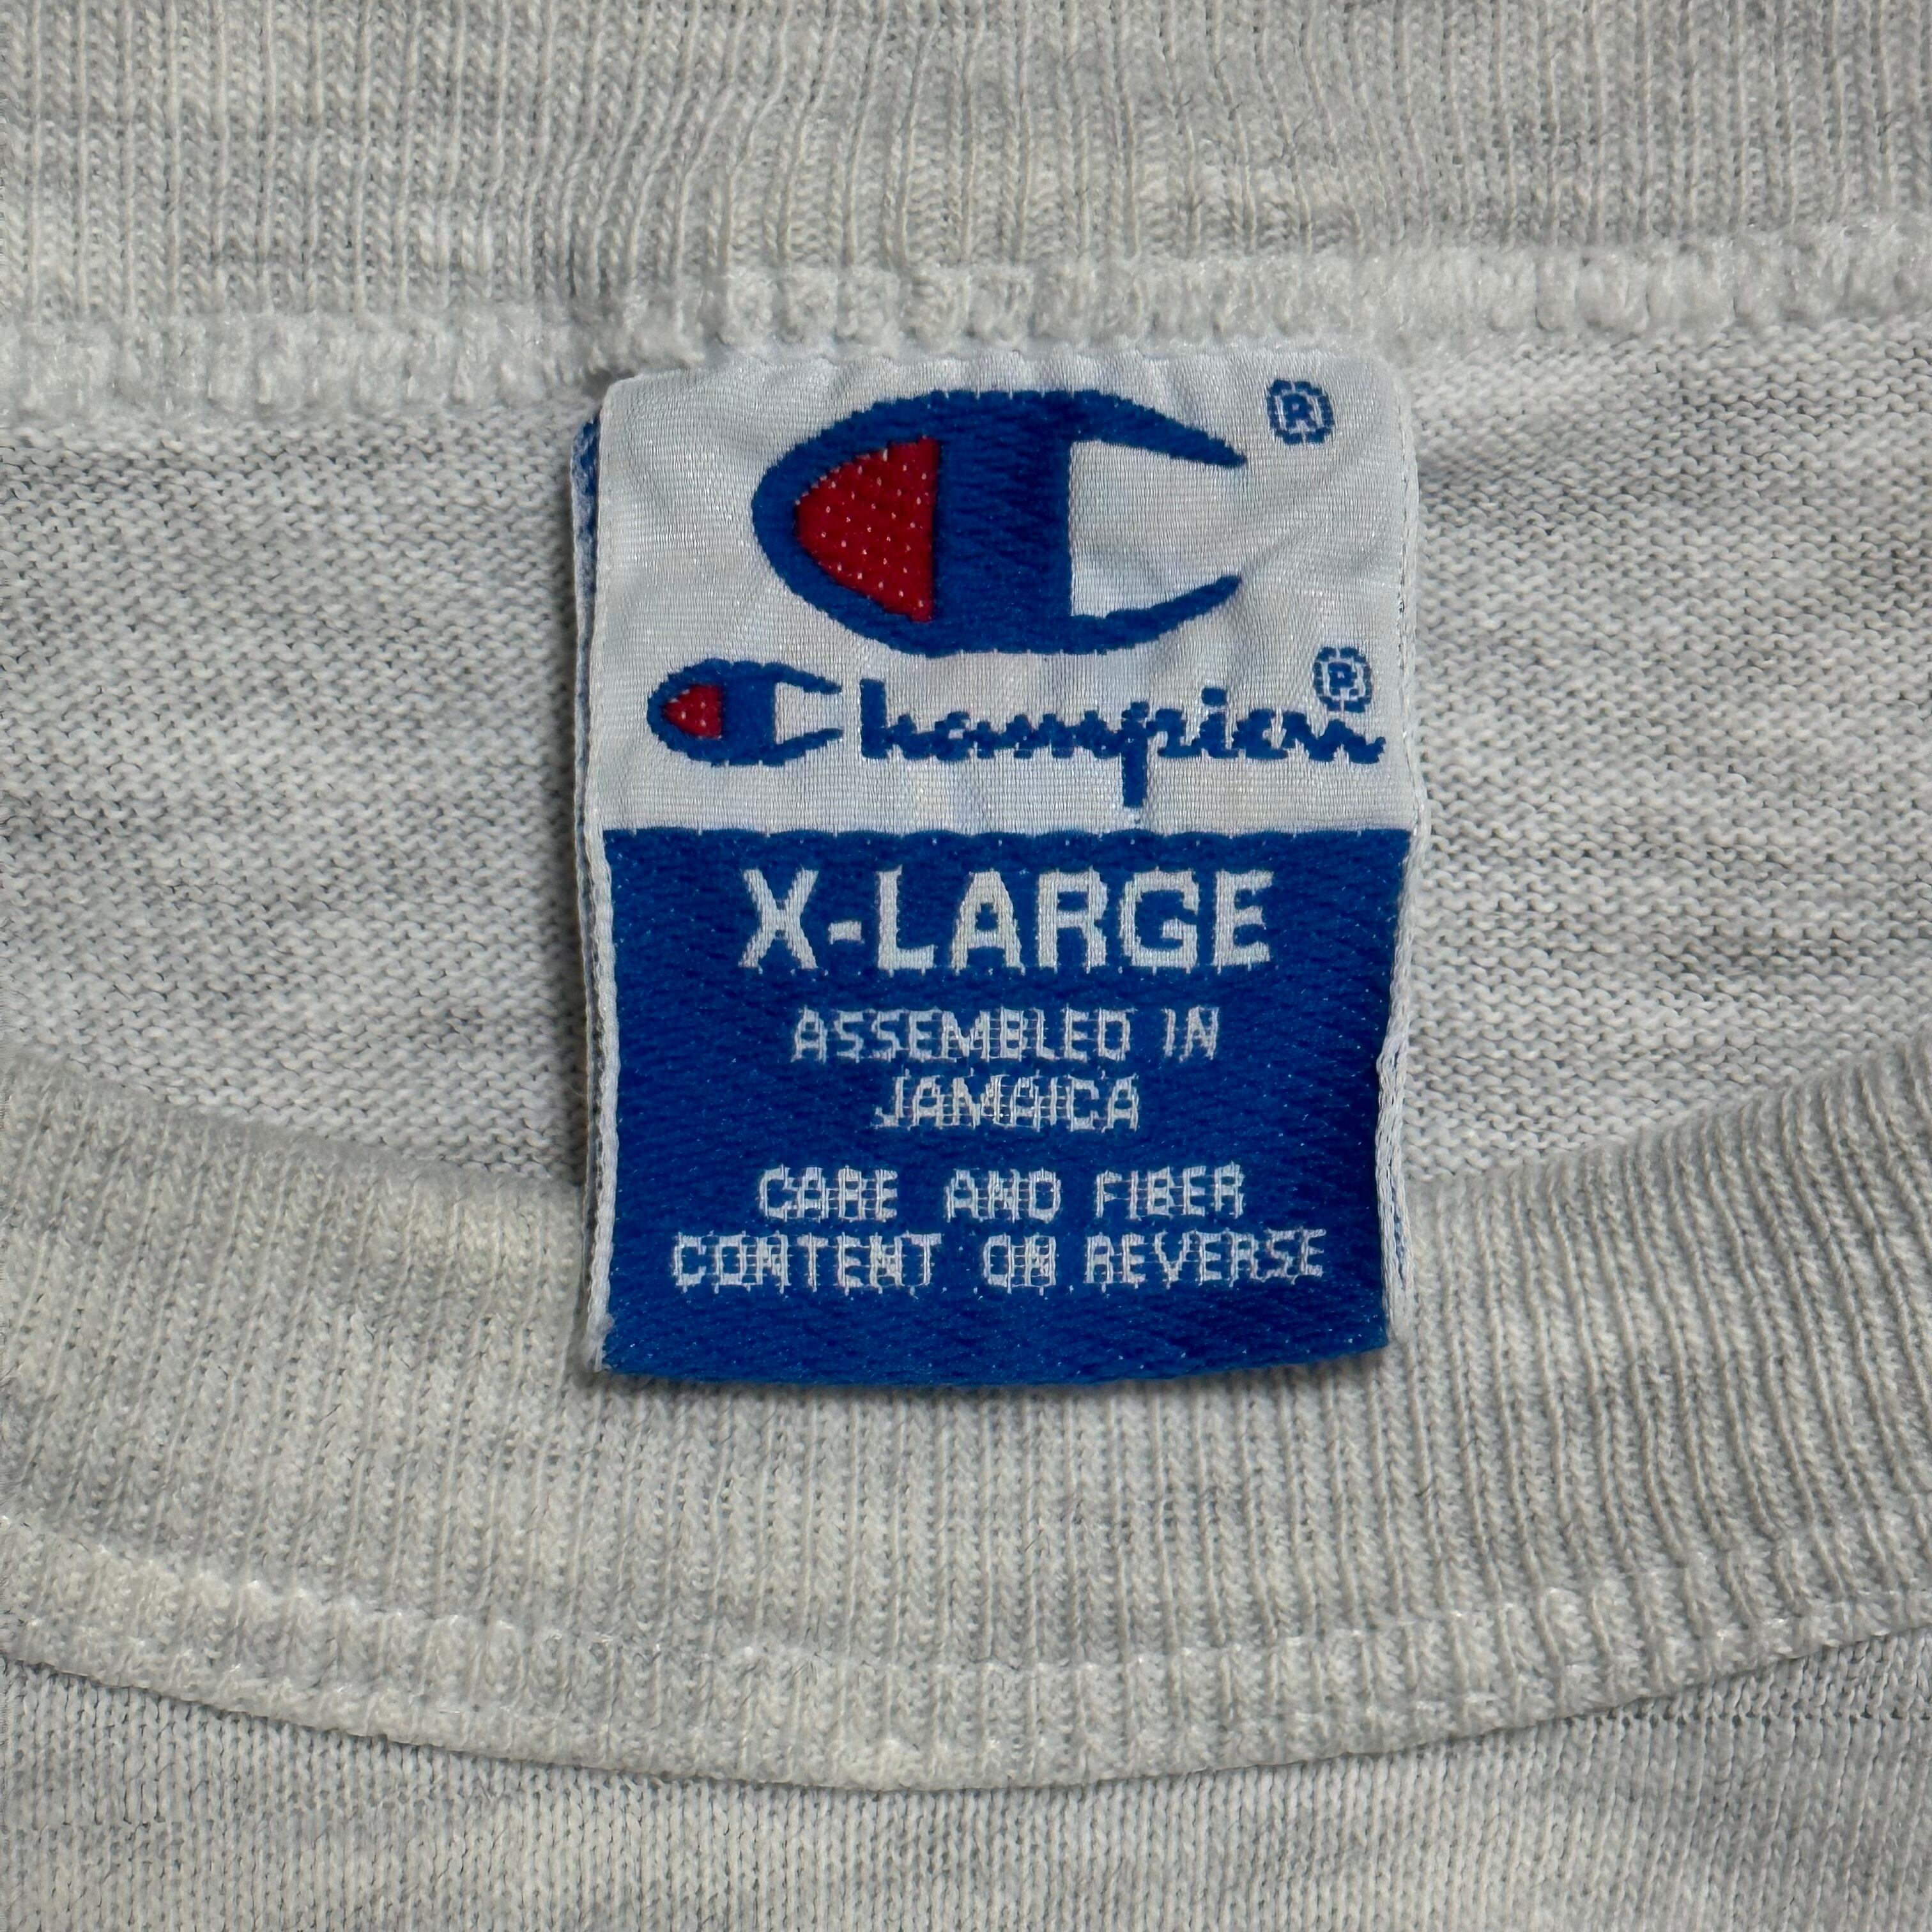 ®
Champion®
X-LARGE
ASSEMBLED IN
JAMAICA
CARE AND FIBER
CONTENT ON REVERSE